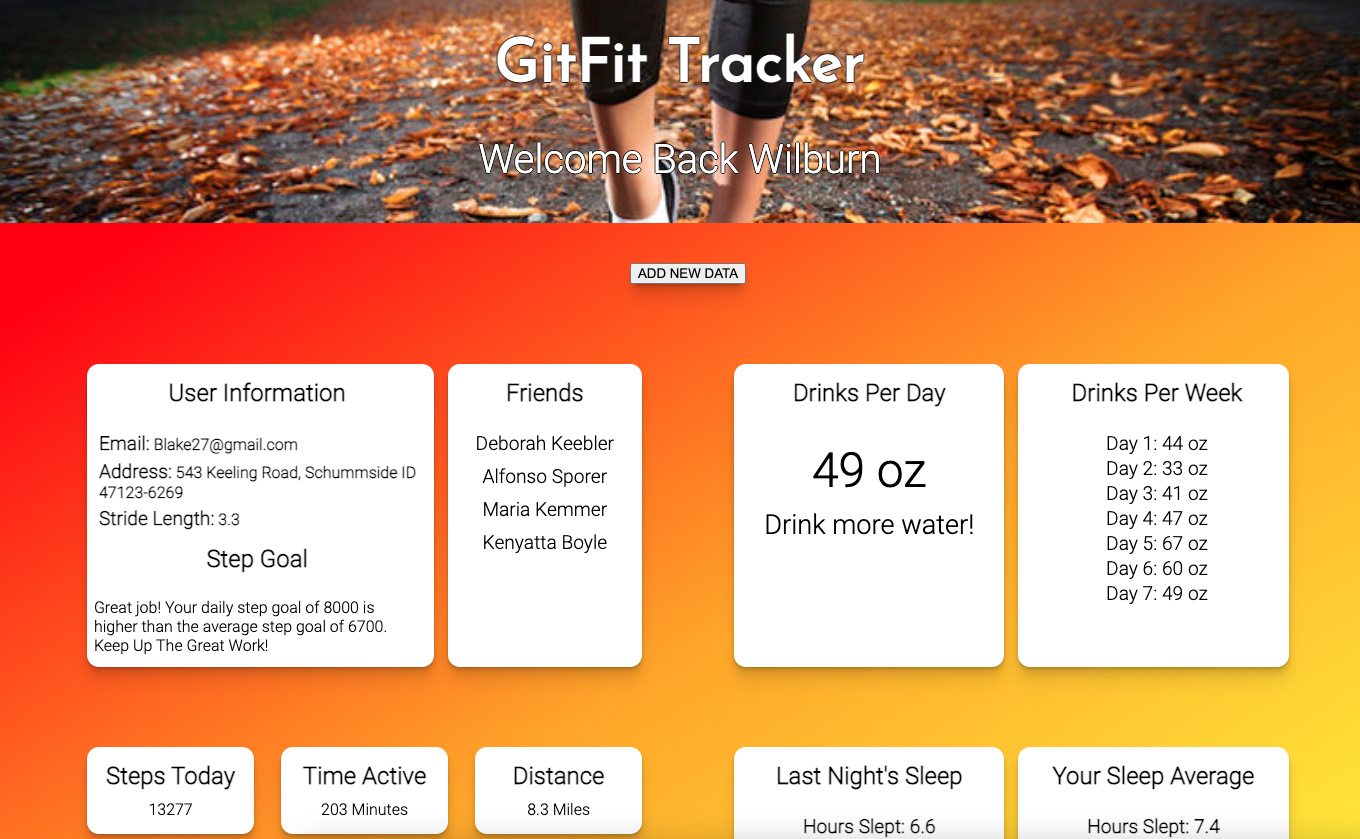 GitFit Tracker
Welcome Back Wilburn
ADD NEW DATA
User Information
Email: Blake27@gmail.com
Address: 543 Keeling Road, Schummside ID
47123-6269
Stride Length: 3.3
Step Goal
Great job! Your daily step goal of 8000 is
higher than the average step goal of 6700.
Keep Up The Great Work!
Friends
Deborah Keebler
Alfonso Sporer
Maria Kemmer
Kenyatta Boyle
Drinks Per Day
49 oz
Drink more water!
Drinks Per Week
Day 1: 44 oz
Day 2: 33 oz
Day 3: 41 oz
Day 4: 47 oz
Day 5: 67 oz
Day 6: 60 oz
Day 7: 49 oz
Steps Today
13277
Time Active
203 Minutes
Distance
8.3 Miles
Last Night's Sleep
Hours Slept: 6.6
Your Sleep Average
Hours Slept: 7.4